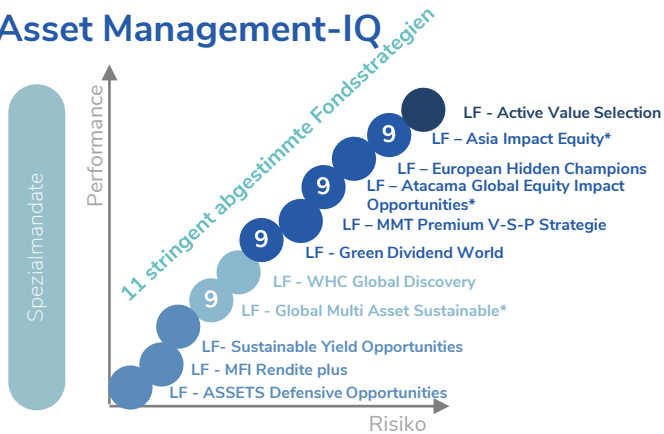 Asset Management-IQ
Spezialmandate
Performance
11 stringent abgestimmte Fondsstrategien
LF - Active Value Selection
9
LF – Asia Impact Equity*
LF – European Hidden Champions
9
LF – Atacama Global Equity Impact
Opportunities*
LF – MMT Premium V-S-P Strategie
9
LF - Green Dividend World
LF - WHC Global Discovery
9
LF - Global Multi Asset Sustainable*
LF- Sustainable Yield Opportunities
LF - MFI Rendite plus
LF - ASSETS Defensive Opportunities
Risiko